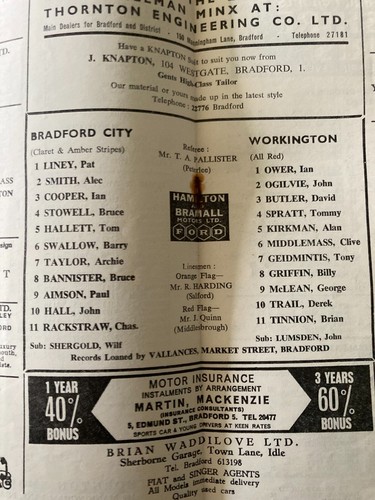 MINX AT:
THORNTON ENGINEERING CO. LTD.
Main Dealers for Bradford and District - 106 Manningham Lane, Bradford - Telephone 27181
Have a KNAPTON Suit to suit you now from
J. KNAPTON, 104 WESTGATE, BRADFORD, 1.
Gents High-Class Tailor
Our material or yours made up in the latest style
Telephone : 22776 Bradford
BRADFORD CITY
(Claret & Amber Stripes)
1 LINEY, Pat
2 SMITH, Alec
3 COOPER, Ian
4 STOWELL, Bruce
5 HALLETT, Tom
6 SWALLOW, Barry
7 TAYLOR, Archie
8 BANNISTER, Bruce
9 AIMSON, Paul
10 HALL, John
11 RACKSTRAW, Chas.
Sub: SHERGOLD, Wilf
Referee :
Mr. T. A. PALLISTER
(Peterlee)
HAMILTON
BRAMALL
MOTORS LTD.
FORD
Linesmen :
Orange Flag—
Mr. R. HARDING
(Salford)
Red Flag—
Mr. J. Quinn
(Middlesbrough)
WORKINGTON
(All Red)
1 OWER, Ian
2 OGILVIE, John
3 BUTLER, David
4 SPRATT, Tommy
5 KIRKMAN, Alan
6 MIDDLEMASS, Clive
7 GEIDMINTIS, Tony
8 GRIFFIN, Billy
9 McLEAN, George
10 TRAIL, Derek
11 TINNION, Brian
Sub: LUMSDEN, John
Records Loaned by VALLANCES, MARKET STREET, BRADFORD
1 YEAR
40%
BONUS
MOTOR INSURANCE
INSTALMENTS BY ARRANGEMENT
MARTIN, MACKENZIE
(INSURANCE CONSULTANTS)
5, EDMUND ST., BRADFORD 5. TEL 20477
SPORTS CAR & YOUNG DRIVERS AT KEEN RATES
3 YEARS
60%
BONUS
BRIAN WADDILOVE LTD.
Sherborne Garage, Town Lane, Idle
Tel. Bradford 613198
FIAT and SINGER AGENTS
All Models immediate delivery
Quality used cars